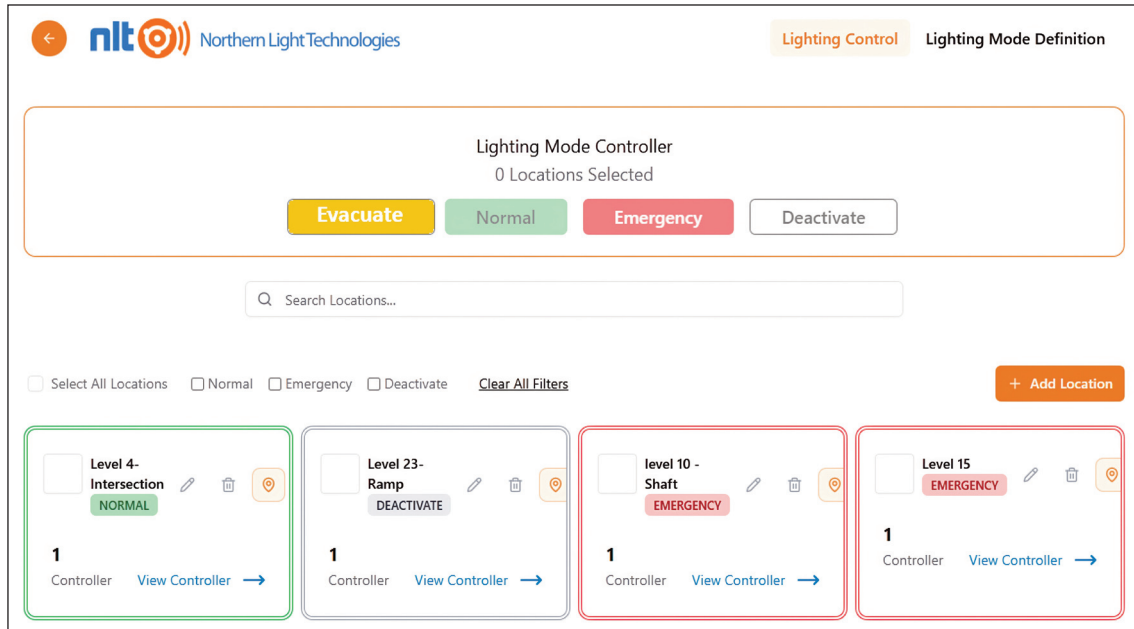 nlt Northern Light Technologies
Lighting Control
Lighting Mode Definition
Lighting Mode Controller
0 Locations Selected
Evacuate
Normal
Emergency
Deactivate
Search Locations...
Select All Locations
Normal
Emergency
Deactivate
Clear All Filters
+ Add Location
Level 4-
Intersection
NORMAL
1
Controller
View Controller
Level 23-
Ramp
DEACTIVATE
1
Controller
View Controller
level 10 -
Shaft
EMERGENCY
1
Controller
View Controller
Level 15
EMERGENCY
1
Controller
View Controller